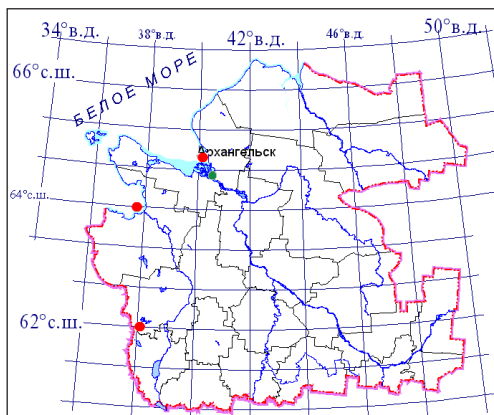 34°в.д.
38°в.д.
42°в.д.
46°в.д.
50°в.д.
66°с.ш.
БЕЛОЕ МОРЕ
Архангельск
64°с.ш.
62°с.ш.